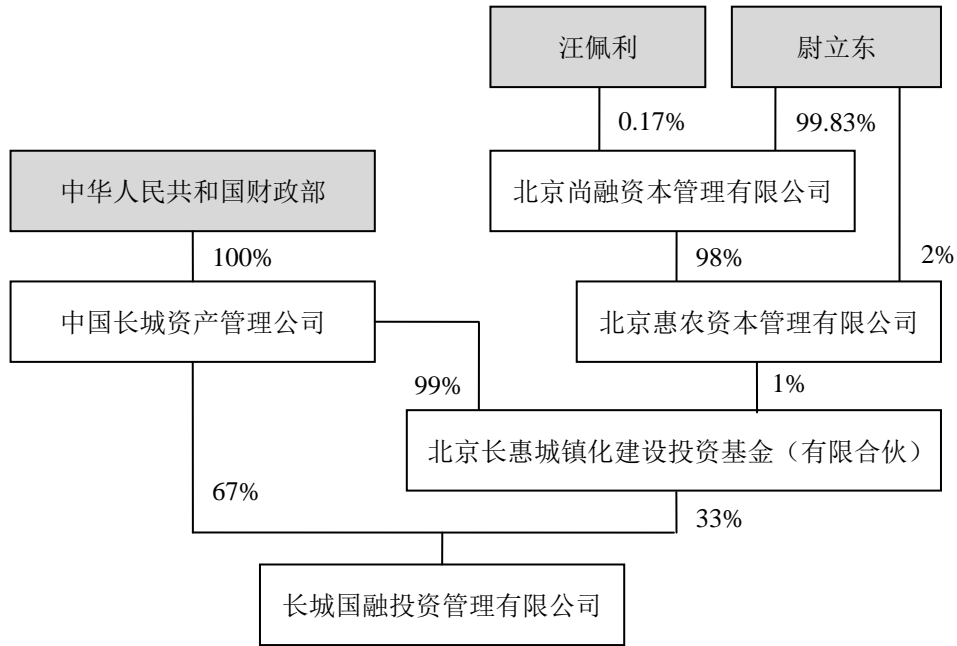 汪佩利
尉立东
0.17%
99.83%
中华人民共和国财政部
北京尚融资本管理有限公司
100%
98%
2%
中国长城资产管理公司
北京惠农资本管理有限公司
99%
1%
北京长惠城镇化建设投资基金（有限合伙）
67%
33%
长城国融投资管理有限公司